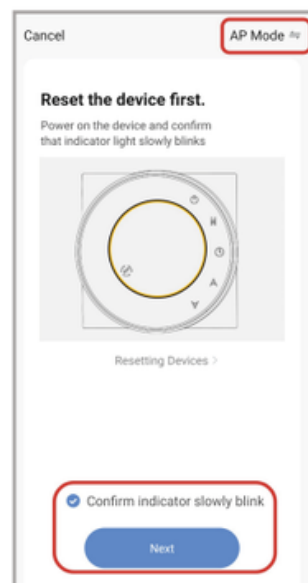 Cancel
AP Mode
Reset the device first.
Power on the device and confirm
that indicator light slowly blinks
M
Resetting Devices >
Confirm indicator slowly blink
Next